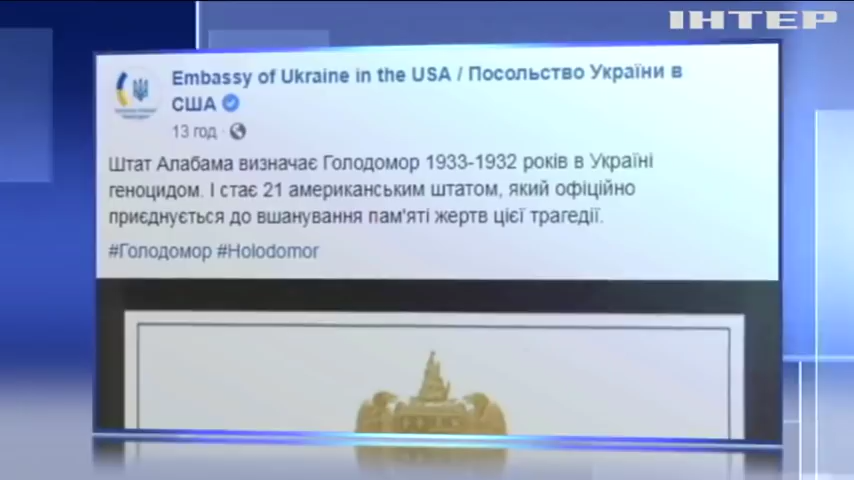 ІНТЕР
Embassy of Ukraine in the USA / Посольство України в
США
13 год ·
Штат Алабама визначає Голодомор 1933-1932 років в Україні
геноцидом. І стає 21 американським штатом, який офіційно
приєднується до вшанування пам'яті жертв цієї трагедії.
#Голодомор #Holodomor